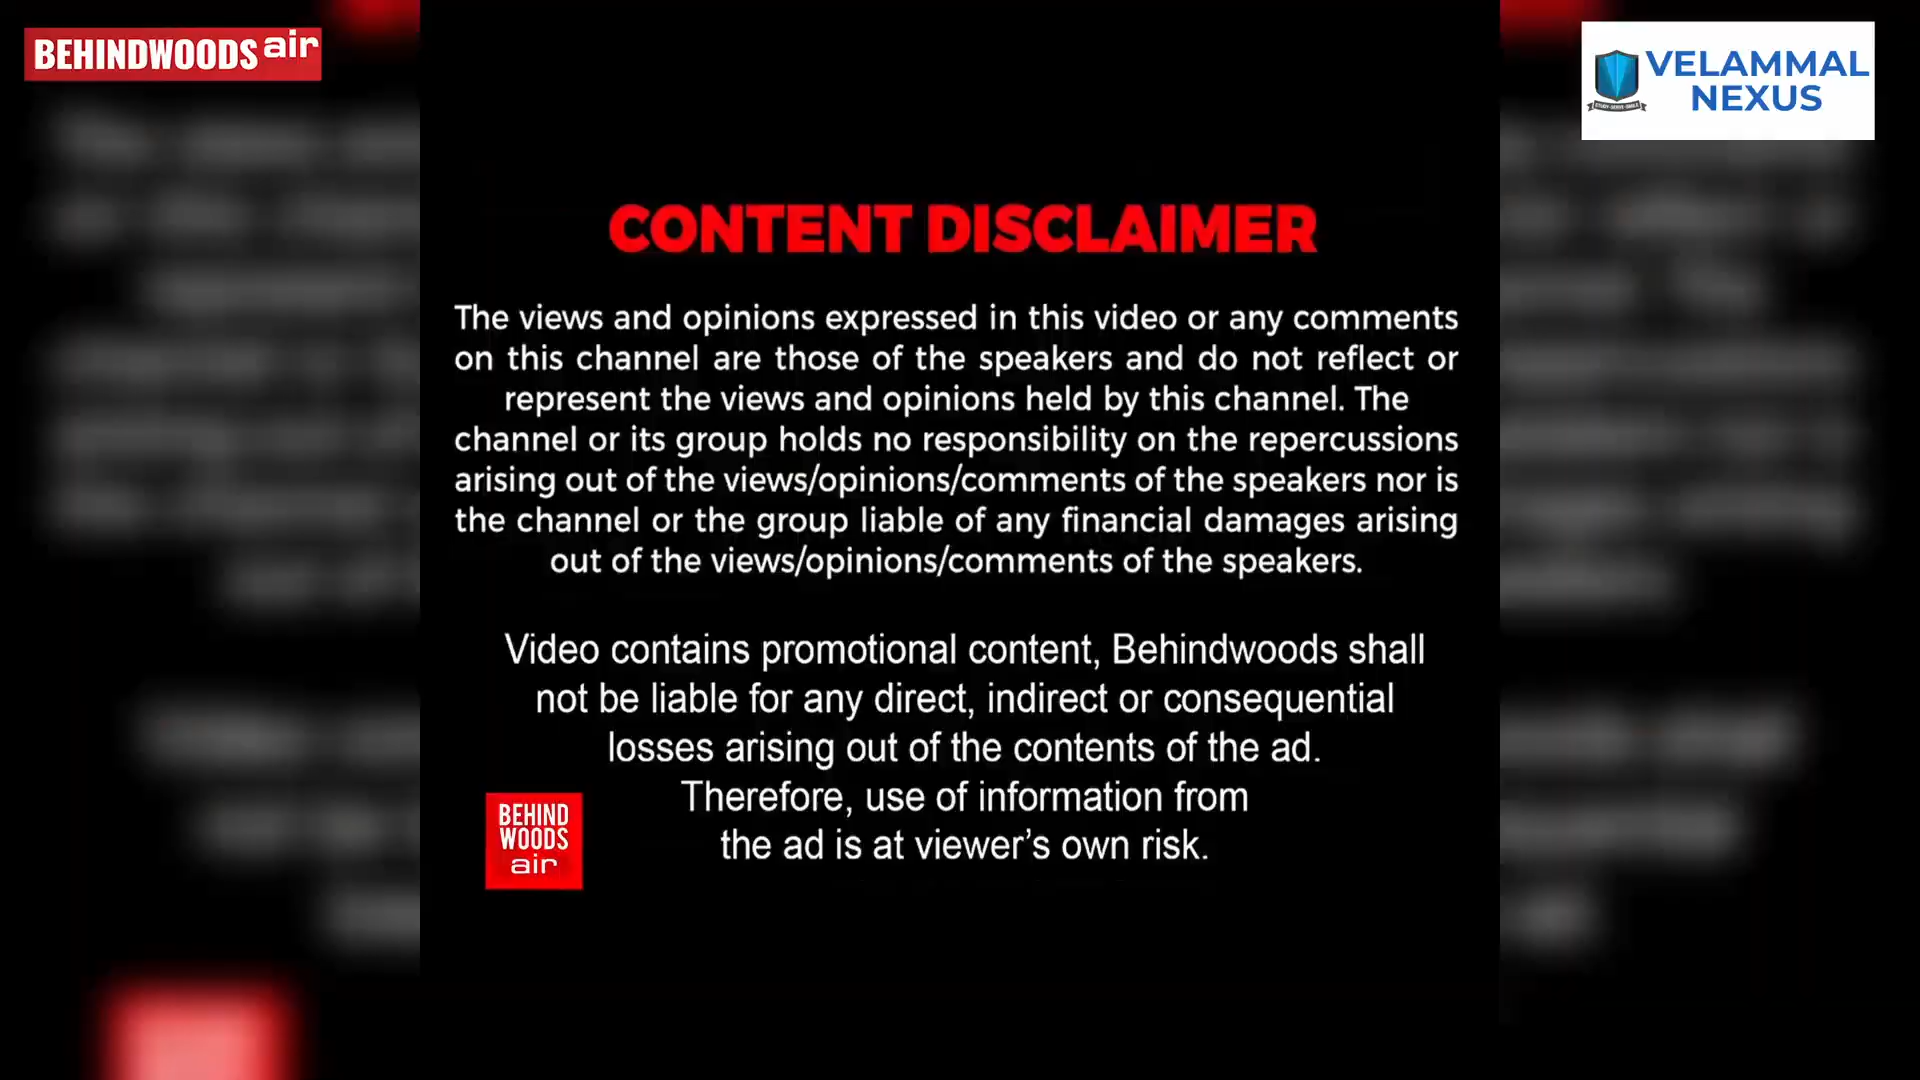 BEHINDWOODS air
VELAMMAL
NEXUS
STUDY-SERVE-SMILE
CONTENT DISCLAIMER
The views and opinions expressed in this video or any comments
on this channel are those of the speakers and do not reflect or
represent the views and opinions held by this channel. The
channel or its group holds no responsibility on the repercussions
arising out of the views/opinions/comments of the speakers nor is
the channel or the group liable of any financial damages arising
out of the views/opinions/comments of the speakers.
Video contains promotional content, Behindwoods shall
not be liable for any direct, indirect or consequential
losses arising out of the contents of the ad.
Therefore, use of information from
the ad is at viewer’s own risk.
BEHIND
WOODS
air